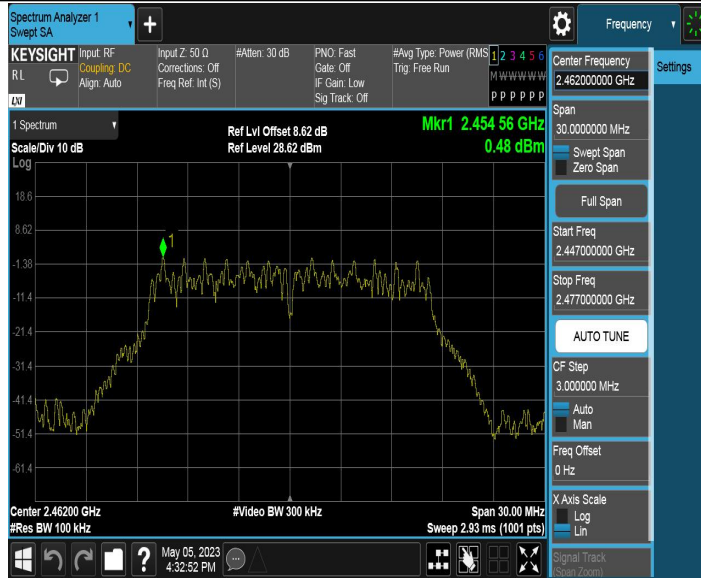 Spectrum Analyzer 1
Swept SA
Frequency
KEYSIGHT
RL
LXI
Input: RF
Coupling: DC
Align: Auto
Input Z: 50 Ω
Corrections: Off
Freq Ref: Int (S)
#Atten: 30 dB
PNO: Fast
Gate: Off
IF Gain: Low
Sig Track: Off
#Avg Type: Power (RMS
Trig: Free Run
1 2 3 4 5 6
M W W W W W
P P P P P P
Center Frequency
2.462000000 GHz
Settings
Span
30.0000000 MHz
Swept Span
Zero Span
Full Span
Start Freq
2.447000000 GHz
Stop Freq
2.477000000 GHz
AUTO TUNE
CF Step
3.000000 MHz
Auto
Man
Freq Offset
0 Hz
X Axis Scale
Log
Lin
Signal Track
(Span Zoom)
1 Spectrum
Scale/Div 10 dB
Log
Ref Lvl Offset 8.62 dB
Ref Level 28.62 dBm
Mkr1 2.454 56 GHz
0.48 dBm
18.6
8.62
-1.38
-11.4
-21.4
-31.4
-41.4
-51.4
-61.4
1
Center 2.46200 GHz
#Res BW 100 kHz
#Video BW 300 kHz
Span 30.00 MHz
Sweep 2.93 ms (1001 pts)
?
May 05, 2023
4:32:52 PM